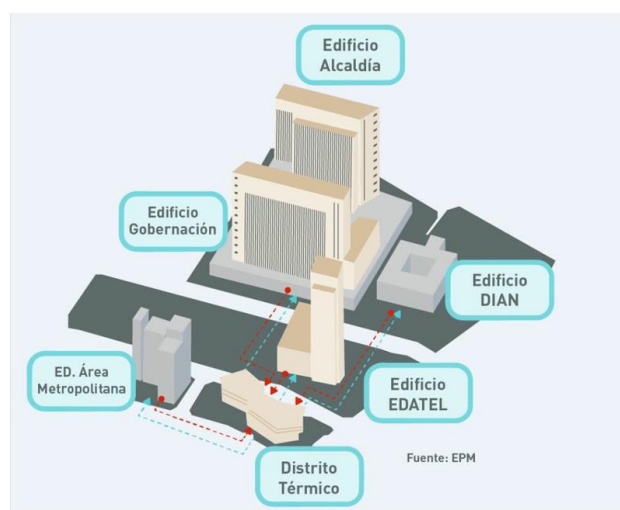 Edificio
Alcaldía
Edificio
Gobernación
Edificio
DIAN
ED. Área
Metropolitana
Edificio
EDATEL
Fuente: EPM
Distrito
Térmico